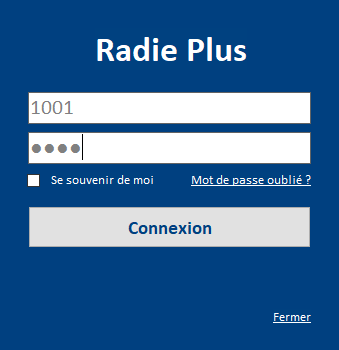 Radie Plus
1001
●●●●
Se souvenir de moi
Mot de passe oublié ?
Connexion
Fermer